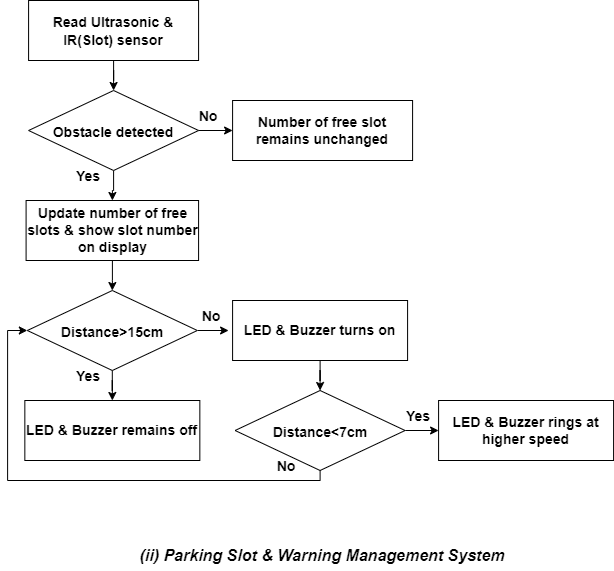 Read Ultrasonic &
IR(Slot) sensor
Obstacle detected
No
Number of free slot
remains unchanged
Yes
Update number of free
slots & show slot number
on display
Distance>15cm
No
LED & Buzzer turns on
Yes
LED & Buzzer remains off
Distance<7cm
Yes
LED & Buzzer rings at
higher speed
No
(ii) Parking Slot & Warning Management System